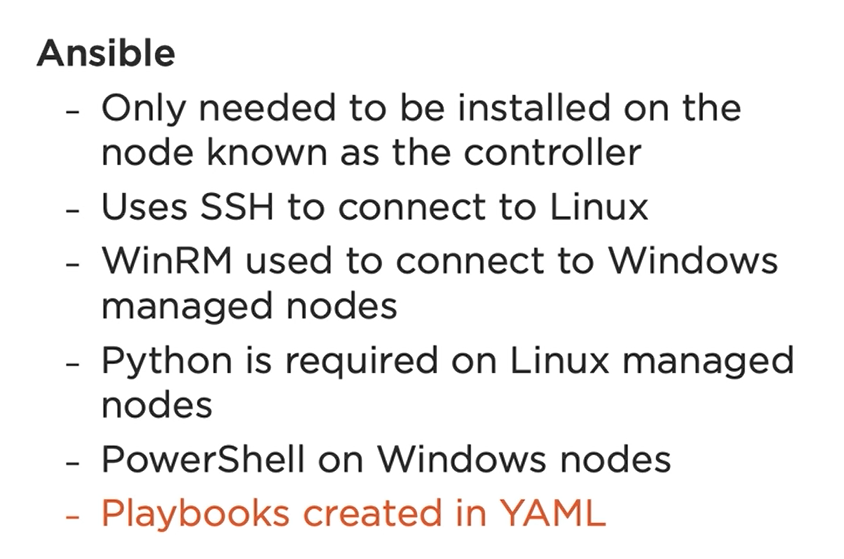 Ansible
- Only needed to be installed on the
node known as the controller
- Uses SSH to connect to Linux
- WinRM used to connect to Windows
managed nodes
- Python is required on Linux managed
nodes
- PowerShell on Windows nodes
- Playbooks created in YAML